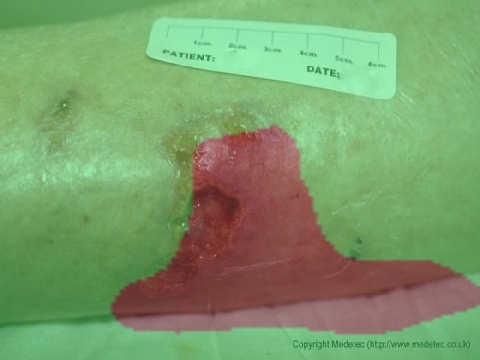 1cm. 2cm. 3cm. 4cm. 5cm. 6cm.
PATIENT: DATE:
Copyright Medetec (http://www.medetec.co.uk)